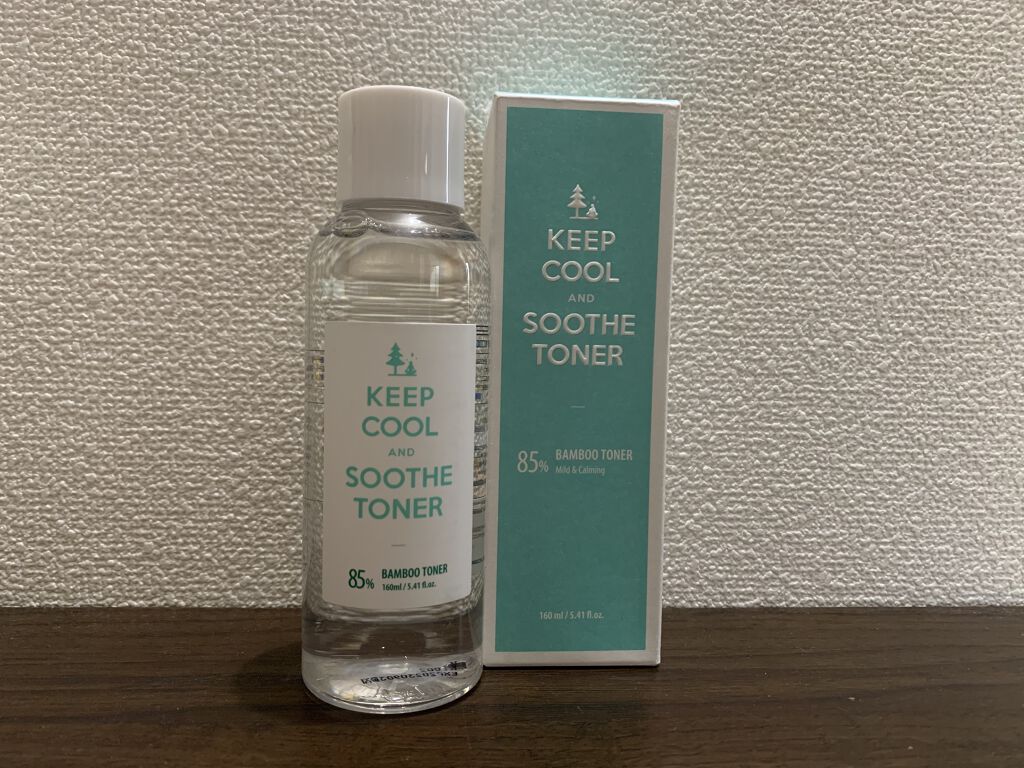 KEEP
COOL
AND
SOOTHE
TONER
85% BAMBOO TONER
160ml / 5.41 fl.oz.
KEEP
COOL
AND
SOOTHE
TONER
85% BAMBOO TONER
Mild & Calming
160 ml / 5.41 fl.oz.